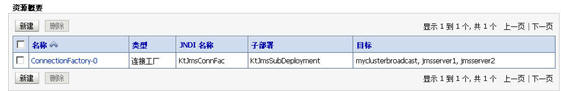 资源概要
新建 删除 显示 1 到 1 个, 共 1 个 上一页 | 下一页
名称 类型 JNDI 名称 子部署 目标
ConnectionFactory-0 连接工厂 KtJmsConnFac KtJmsSubDeployment myclusterbroadcast, jmsserver1, jmsserver2
新建 删除 显示 1 到 1 个, 共 1 个 上一页 | 下一页